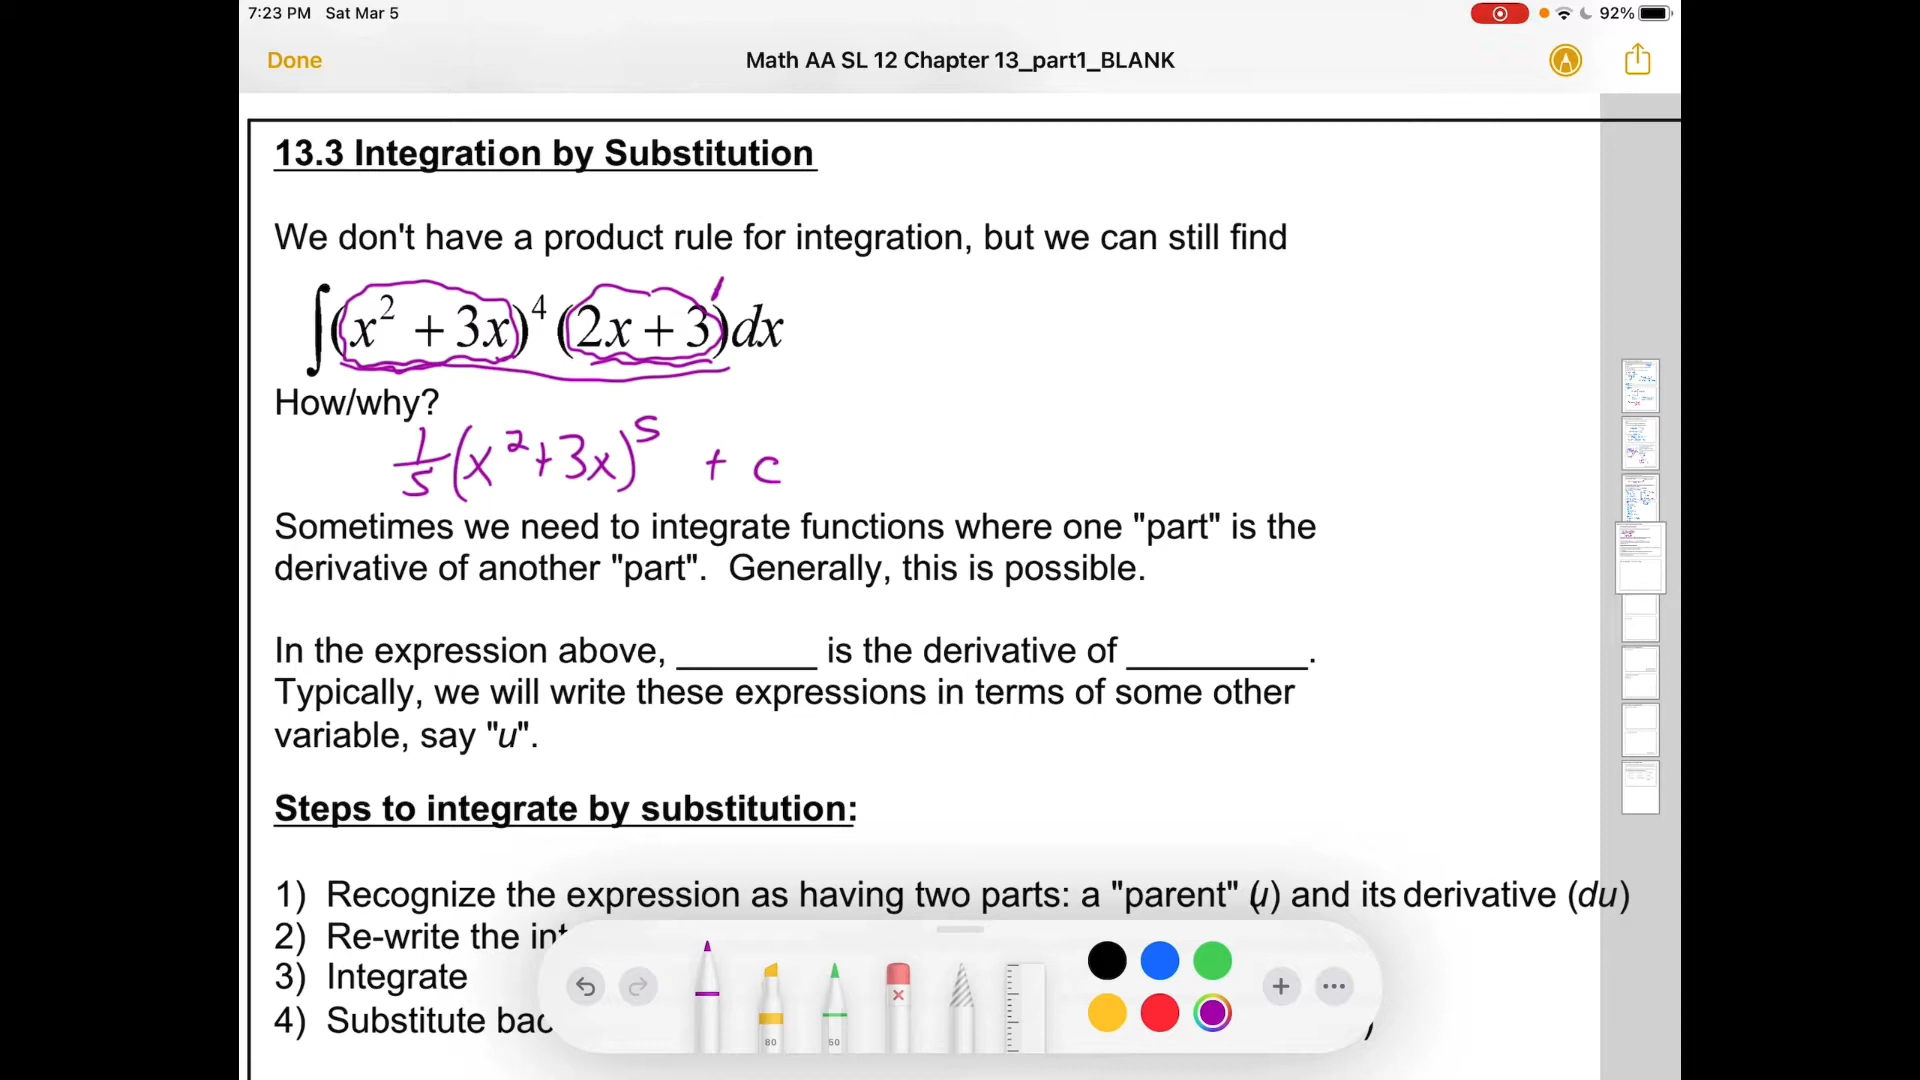 7:23 PM Sat Mar 5
92%
Done
Math AA SL 12 Chapter 13_part1_BLANK
13.3 Integration by Substitution
We don't have a product rule for integration, but we can still find
∫(x² + 3x)⁴ (2x + 3)dx
How/why?
1/5 (x² + 3x)⁵ + c
Sometimes we need to integrate functions where one "part" is the
derivative of another "part". Generally, this is possible.
In the expression above, _______ is the derivative of _________.
Typically, we will write these expressions in terms of some other
variable, say "u".
Steps to integrate by substitution:
1) Recognize the expression as having two parts: a "parent" (u) and its derivative (du)
2) Re-write the int
3) Integrate
4) Substitute bac
80
50